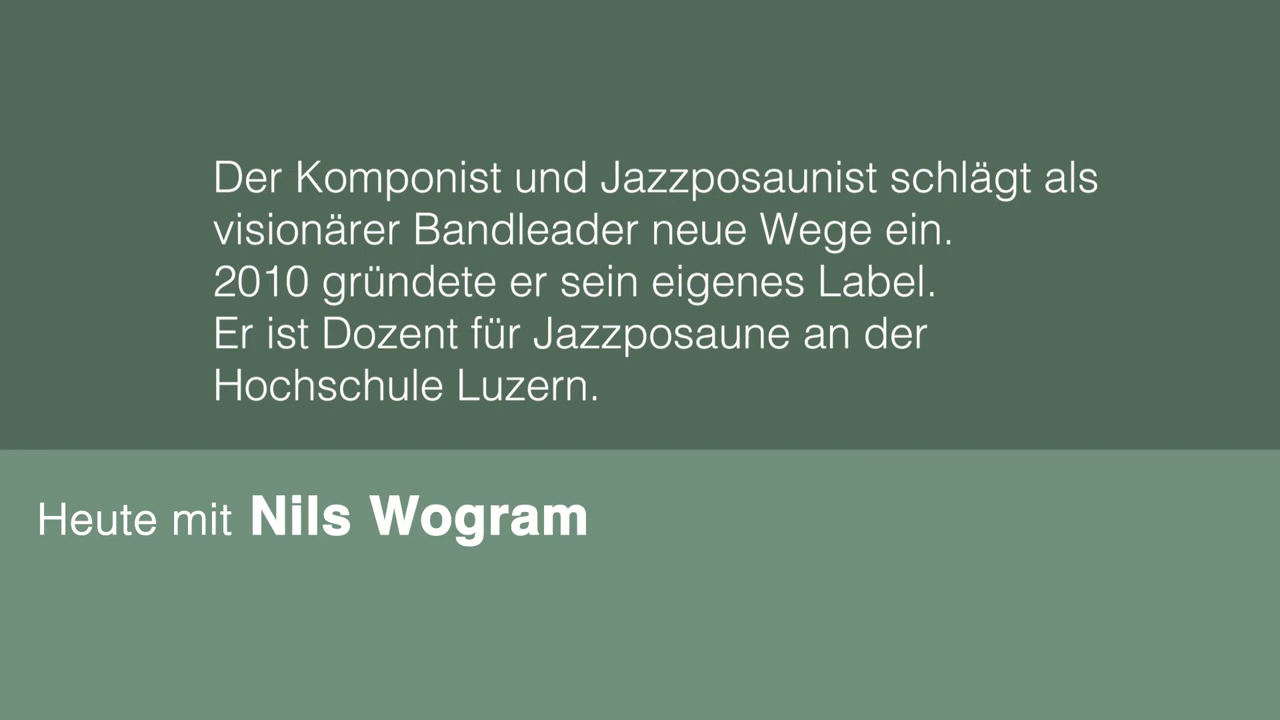 Der Komponist und Jazzposaunist schlägt als
visionärer Bandleader neue Wege ein.
2010 gründete er sein eigenes Label.
Er ist Dozent für Jazzposaune an der
Hochschule Luzern.
Heute mit Nils Wogram